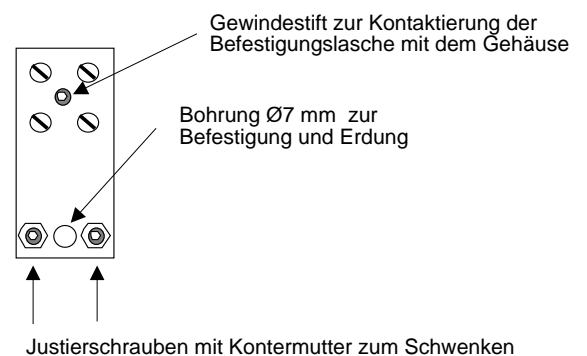 Gewindestift zur Kontaktierung der
Befestigungslasche mit dem Gehäuse
Bohrung Ø7 mm zur
Befestigung und Erdung
Justierschrauben mit Kontermutter zum Schwenken